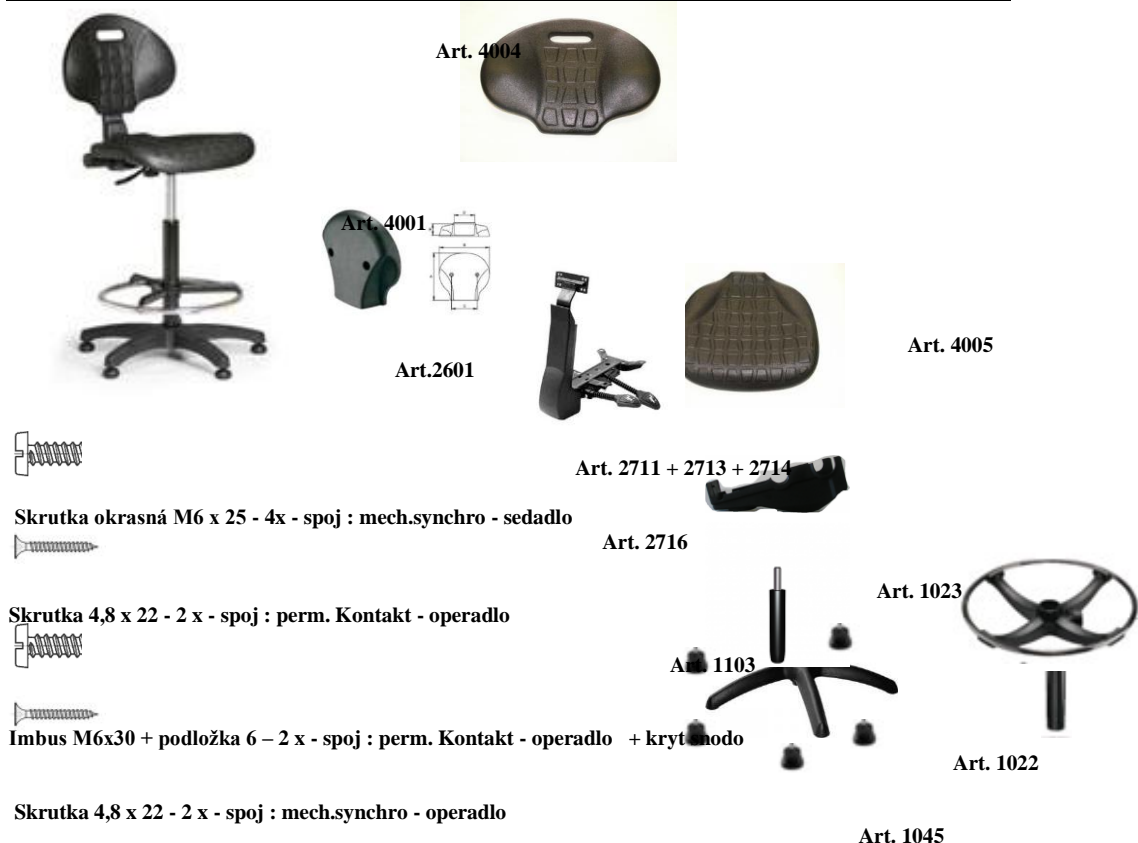 Art. 4004
Art. 4001
Art.2601
Art. 4005
Art. 2711 + 2713 + 2714
Skrutka okrasná M6 x 25 - 4x - spoj : mech.synchro - sedadlo
Art. 2716
Art. 1023
Skrutka 4,8 x 22 - 2 x - spoj : perm. Kontakt - operadlo
Art. 1103
Imbus M6x30 + podložka 6 – 2 x - spoj : perm. Kontakt - operadlo + kryt snodo
Art. 1022
Skrutka 4,8 x 22 - 2 x - spoj : mech.synchro - operadlo
Art. 1045